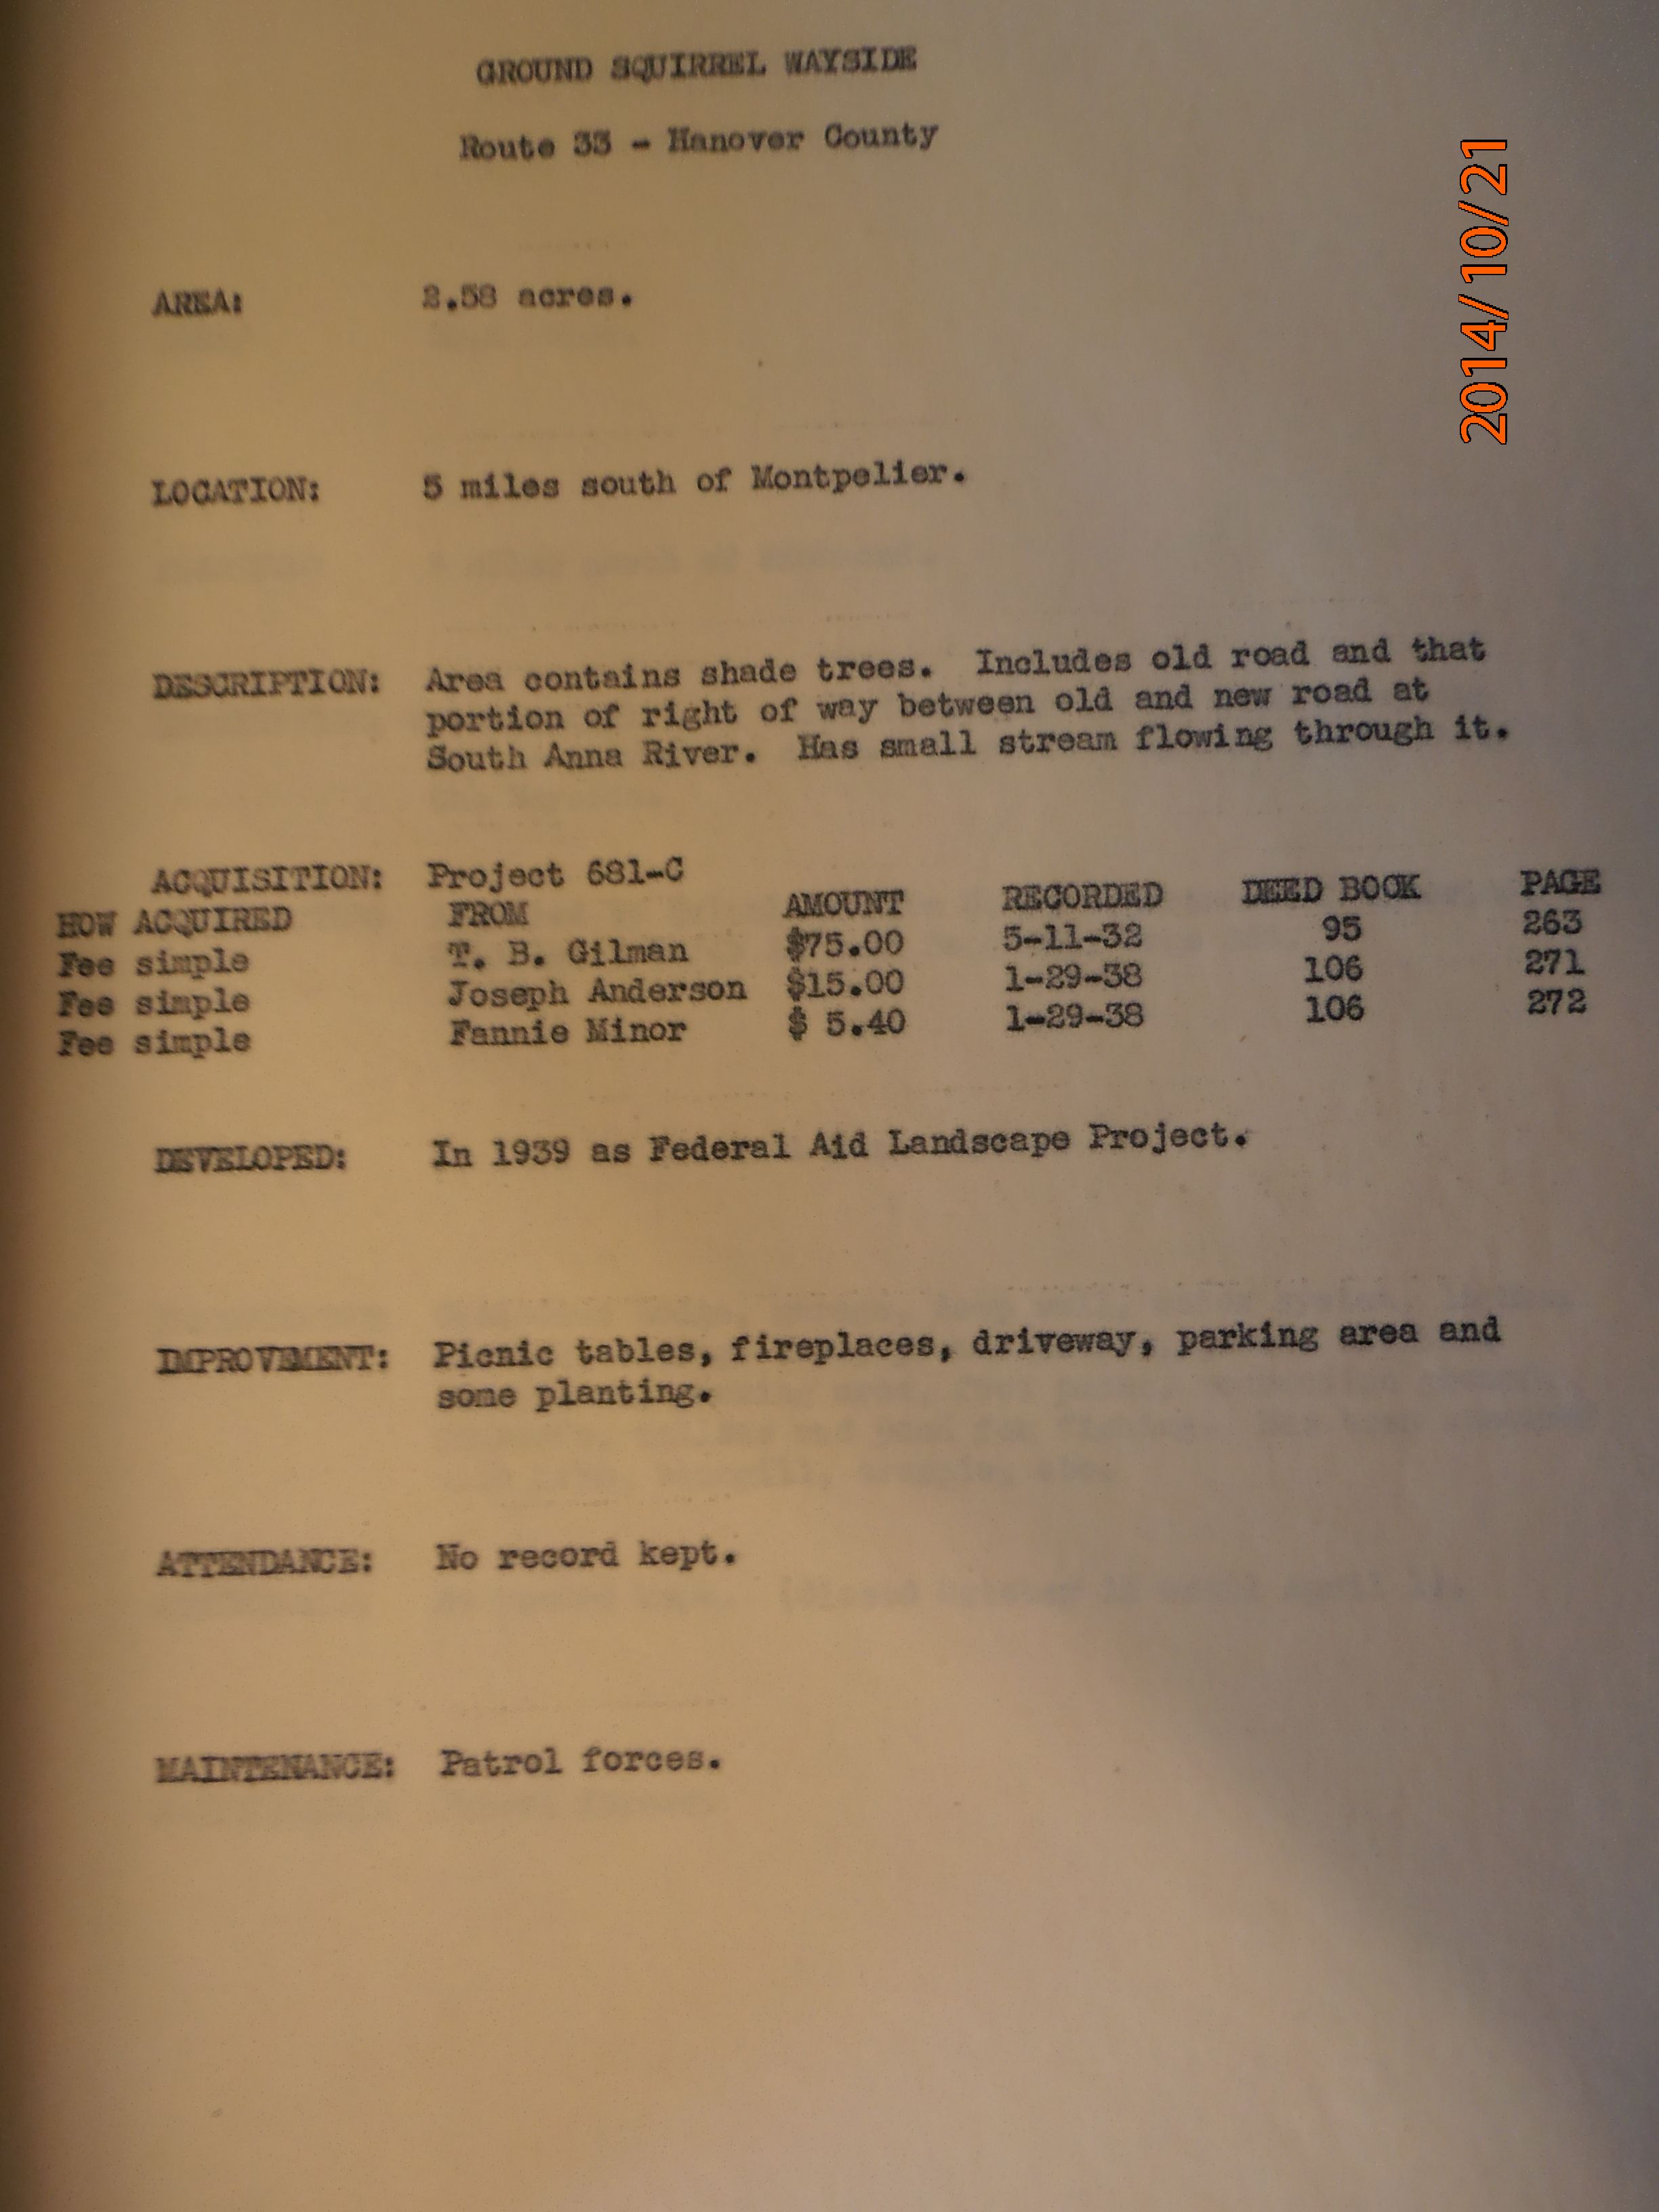 GROUND SQUIRREL WAYSIDE
Route 33 - Hanover County
2014/10/21
AREA: 2.58 acres.
LOCATION: 5 miles south of Montpelier.
DESCRIPTION: Area contains shade trees. Includes old road and that
portion of right of way between old and new road at
South Anna River. Has small stream flowing through it.
ACQUISITION: Project 681-C
HOW ACQUIRED FROM AMOUNT RECORDED DEED BOOK PAGE
Fee simple T. B. Gilman $75.00 5-11-32 95 263
Fee simple Joseph Anderson $15.00 1-29-38 106 271
Fee simple Fannie Minor $ 5.40 1-29-38 106 272
DEVELOPED: In 1939 as Federal Aid Landscape Project.
IMPROVEMENT: Picnic tables, fireplaces, driveway, parking area and
some planting.
ATTENDANCE: No record kept.
MAINTENANCE: Patrol forces.